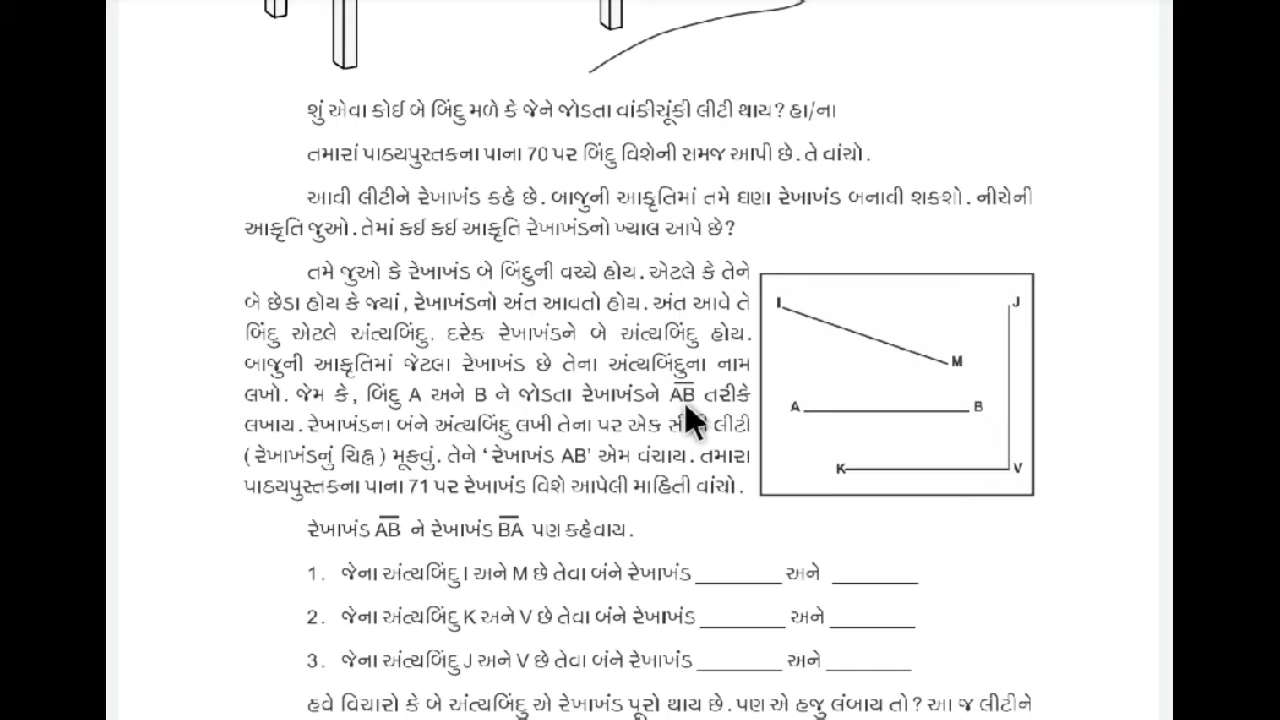 શું એવા કોઈ બે બિંદુ મળે કે જેને જોડતા વાંકીચૂંકી લીટી થાય? હા/ના
તમારાં પાઠ્યપુસ્તકના પાના 70 પર બિંદુ વિશેની સમજ આપી છે. તે વાંચો.
આવી લીટીને રેખાખંડ કહે છે. બાજુની આકૃતિમાં તમે ઘણા રેખાખંડ બનાવી શકશો. નીચેની
આકૃતિ જુઓ. તેમાં કઈ કઈ આકૃતિ રેખાખંડનો ખ્યાલ આપે છે?
તમે જુઓ કે રેખાખંડ બે બિંદુની વચ્ચે હોય. એટલે કે તેને
બે છેડા હોય કે જ્યાં, રેખાખંડનો અંત આવતો હોય. અંત આવે તે
બિંદુ એટલે અંત્યબિંદુ. દરેક રેખાખંડને બે અંત્યબિંદુ હોય.
બાજુની આકૃતિમાં જેટલા રેખાખંડ છે તેના અંત્યબિંદુના નામ
લખો. જેમ કે, બિંદુ A અને B ને જોડતા રેખાખંડને A̅B̅ તરીકે
લખાય. રેખાખંડના બંને અંત્યબિંદુ લખી તેના પર એક લીટી
(રેખાખંડનું ચિહ્ન) મૂકવું. તેને ‘રેખાખંડ AB’ એમ વંચાય. તમારા
પાઠ્યપુસ્તકના પાના 71 પર રેખાખંડ વિશે આપેલી માહિતી વાંચો.
I
J
M
A
B
K
V
રેખાખંડ A̅B̅ ને રેખાખંડ B̅A̅ પણ કહેવાય.
1. જેના અંત્યબિંદુ I અને M છે તેવા બંને રેખાખંડ ________ અને ________
2. જેના અંત્યબિંદુ K અને V છે તેવા બંને રેખાખંડ ________ અને ________
3. જેના અંત્યબિંદુ J અને V છે તેવા બંને રેખાખંડ ________ અને ________
હવે વિચારો કે બે અંત્યબિંદુ એ રેખાખંડ પૂરો થાય છે. પણ એ હજુ લંબાય તો? આ જ લીટીને